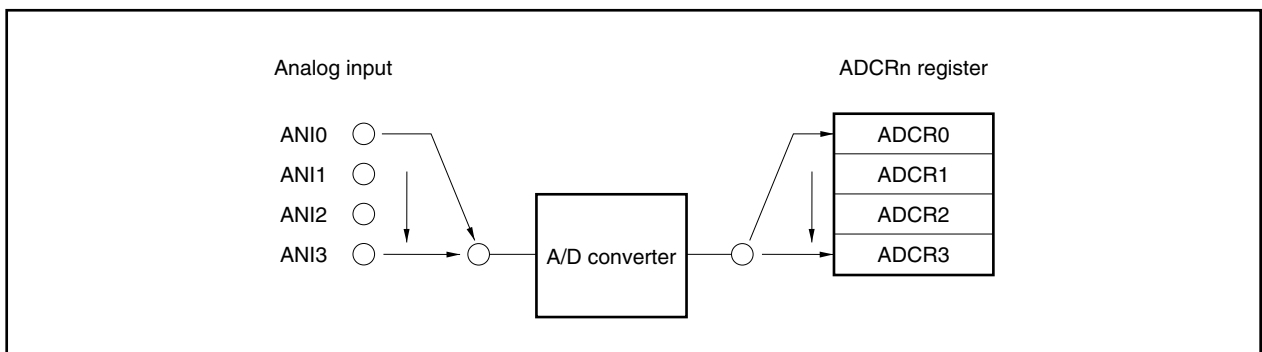 Analog input
ADCRn register
ANI0
ADCR0
ANI1
ADCR1
ANI2
ADCR2
ANI3
A/D converter
ADCR3